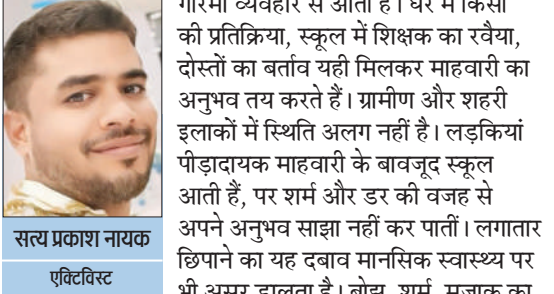 गरिमा व्यवहार से आती है। घर में किसी
की प्रतिक्रिया, स्कूल में शिक्षक का रवैया,
दोस्तों का बर्ताव यही मिलकर माहवारी का
अनुभव तय करते हैं। ग्रामीण और शहरी
इलाकों में स्थिति अलग नहीं है। लड़कियां
पीड़ादायक माहवारी के बावजूद स्कूल
आती हैं, पर शर्म और डर की वजह से
अपने अनुभव साझा नहीं कर पातीं। लगातार
छिपाने का यह दबाव मानसिक स्वास्थ्य पर
भी असर डालता है। बोझ, शर्म, मजाक का
सत्य प्रकाश नायक
एक्टिविस्ट